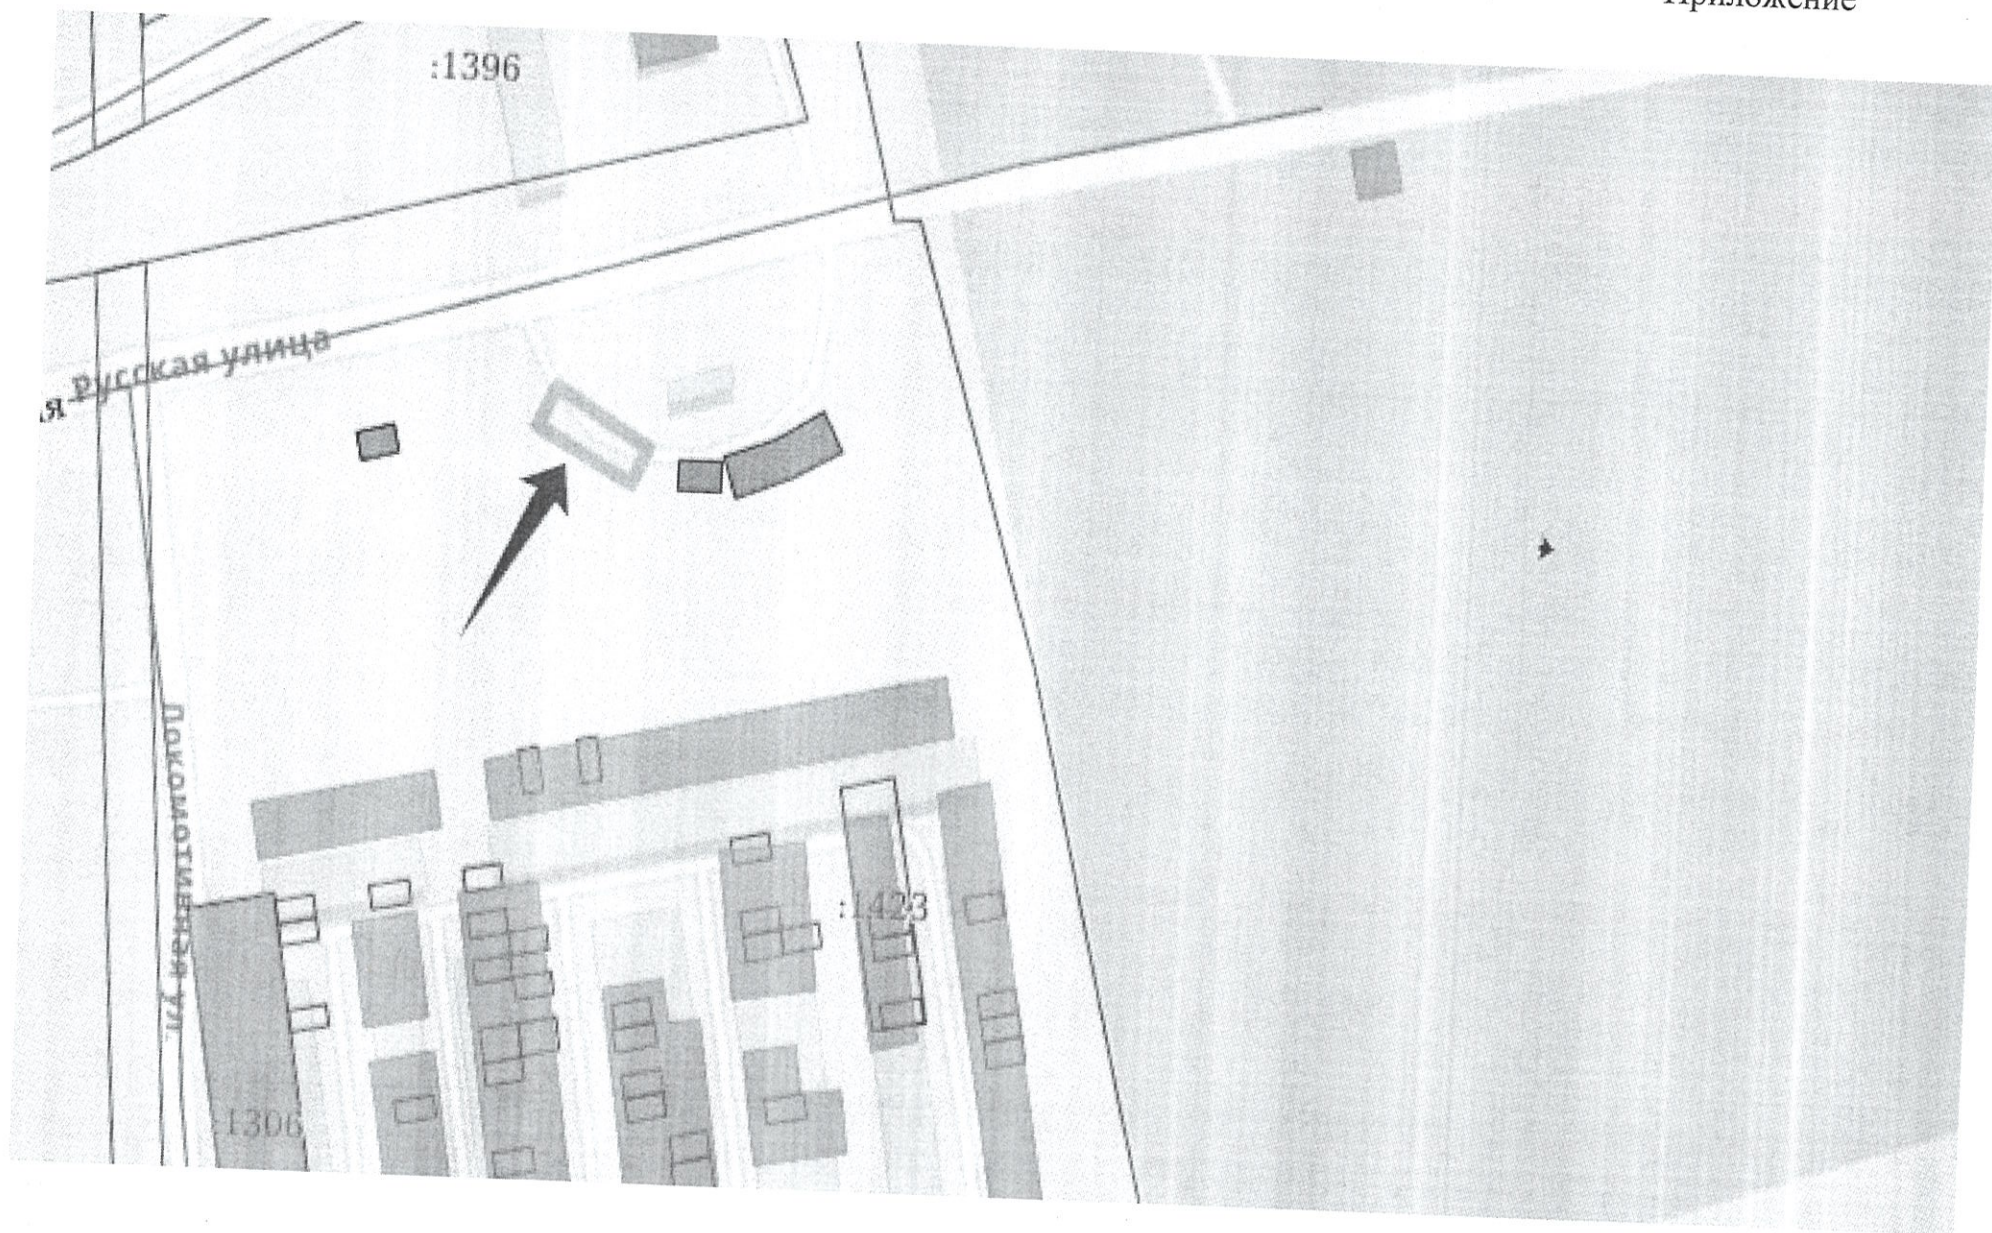 Приложение
:1396
Русская улица
ая
Локомотивная ул.
:1423
:1306